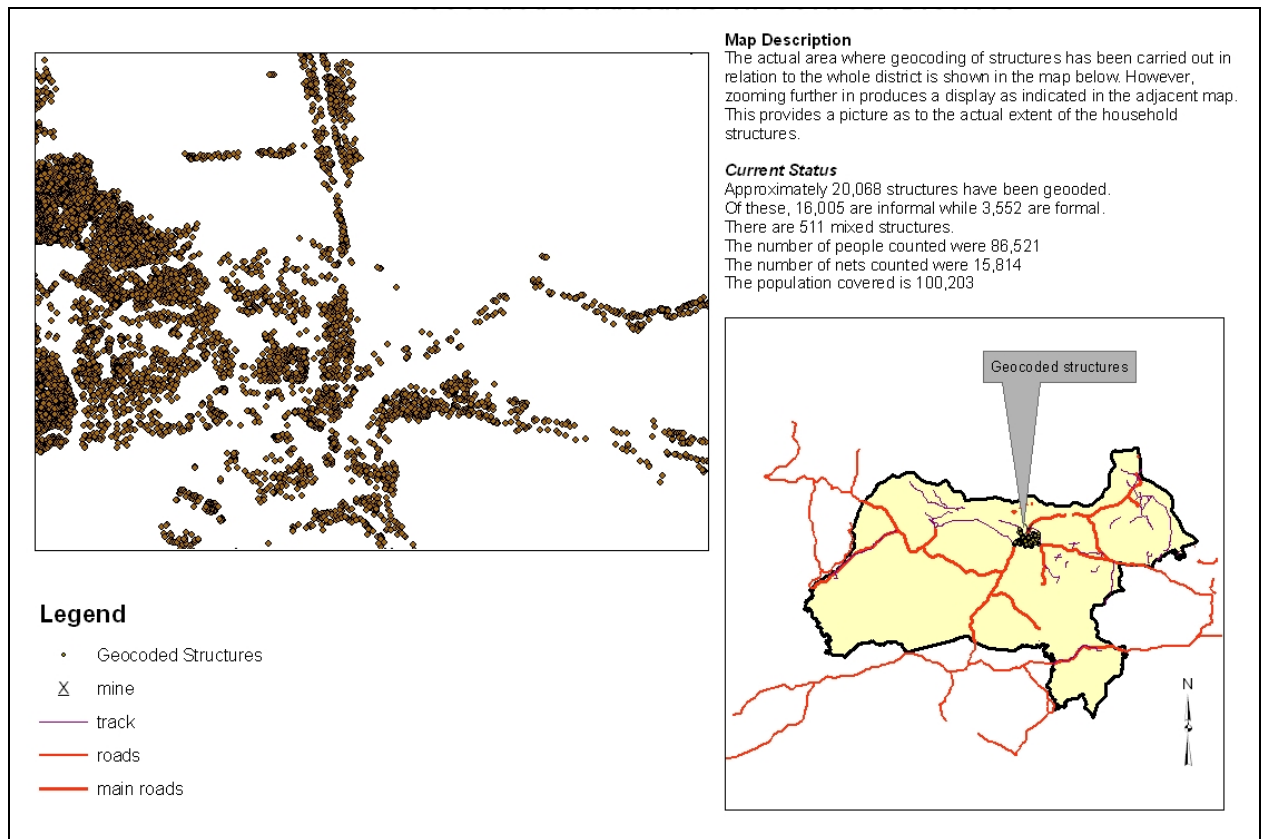 Map Description
The actual area where geocoding of structures has been carried out in
relation to the whole district is shown in the map below. However,
zooming further in produces a display as indicated in the adjacent map.
This provides a picture as to the actual extent of the household
structures.
Current Status
Approximately 20,068 structures have been geooded.
Of these, 16,005 are informal while 3,552 are formal.
There are 511 mixed structures.
The number of people counted were 86,521
The number of nets counted were 15,814
The population covered is 100,203
Geocoded structures
N
Legend
Geocoded Structures
X mine
track
roads
main roads